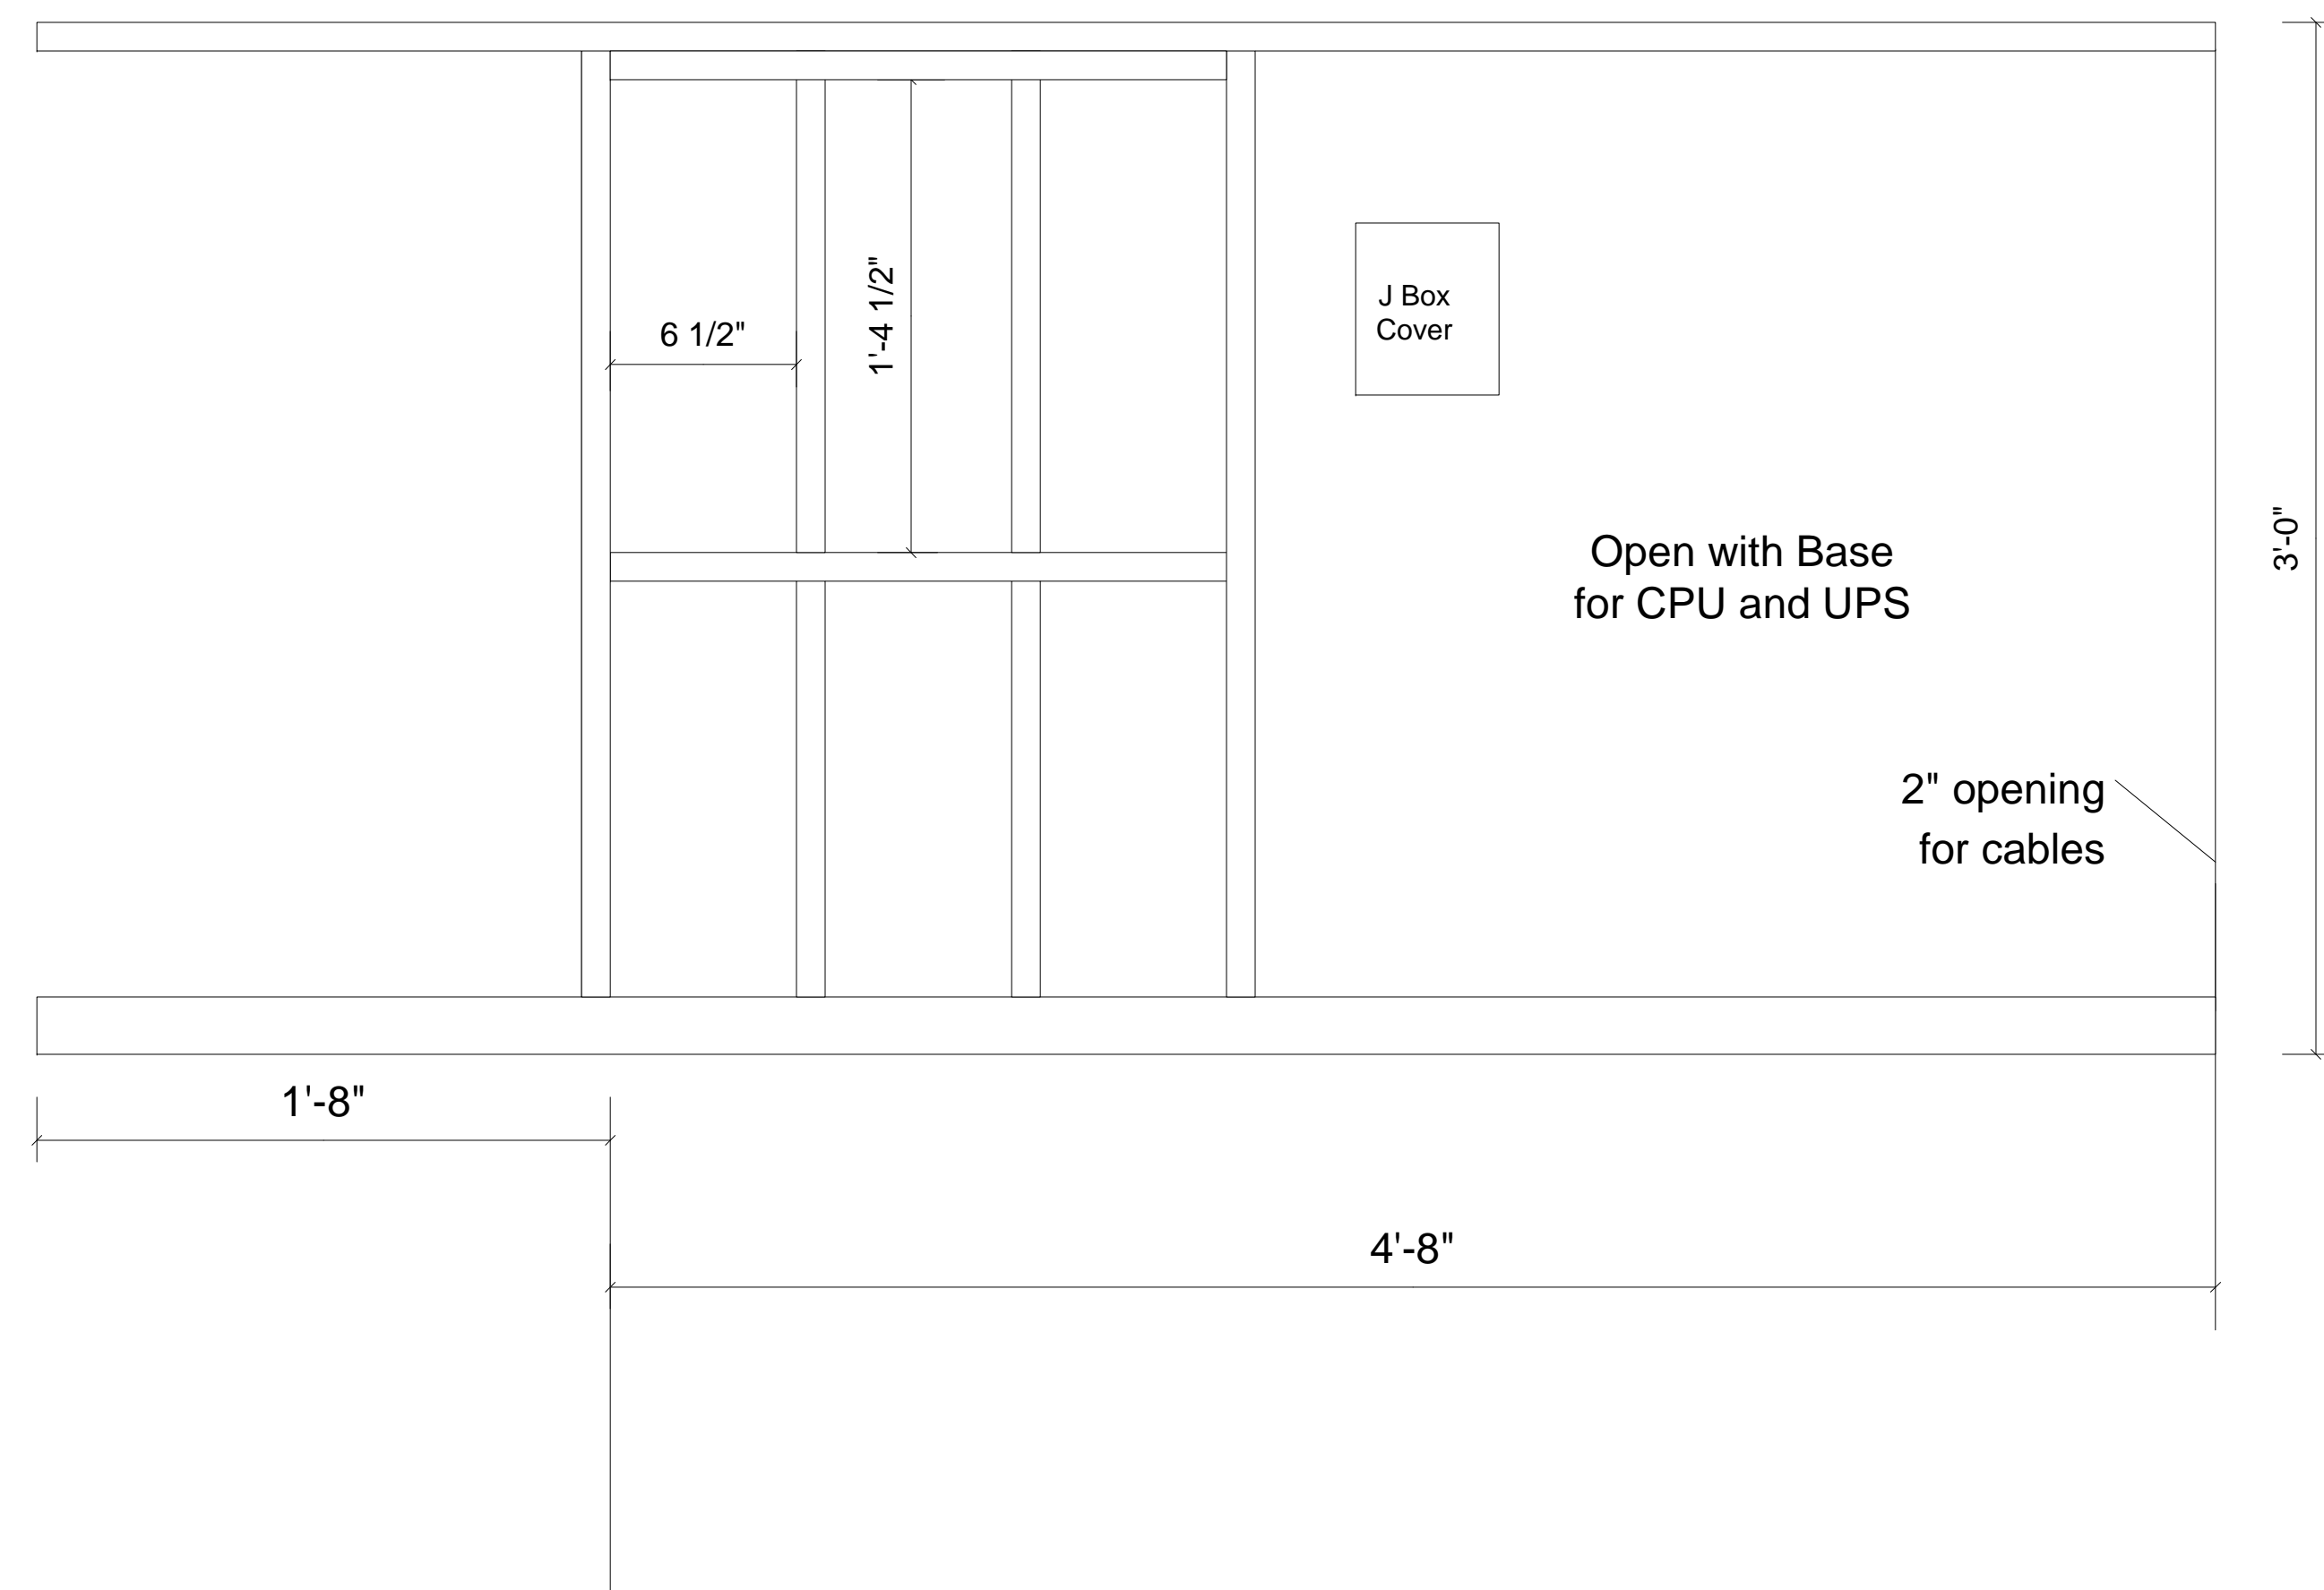 6 1/2"
1'-4 1/2"
J Box
Cover
Open with Base
for CPU and UPS
3'-0"
2" opening
for cables
1'-8"
4'-8"